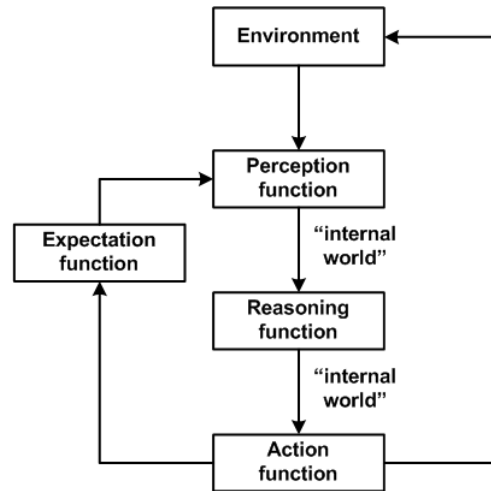 Environment
Perception
function
“internal
world”
Expectation
function
Reasoning
function
“internal
world”
Action
function